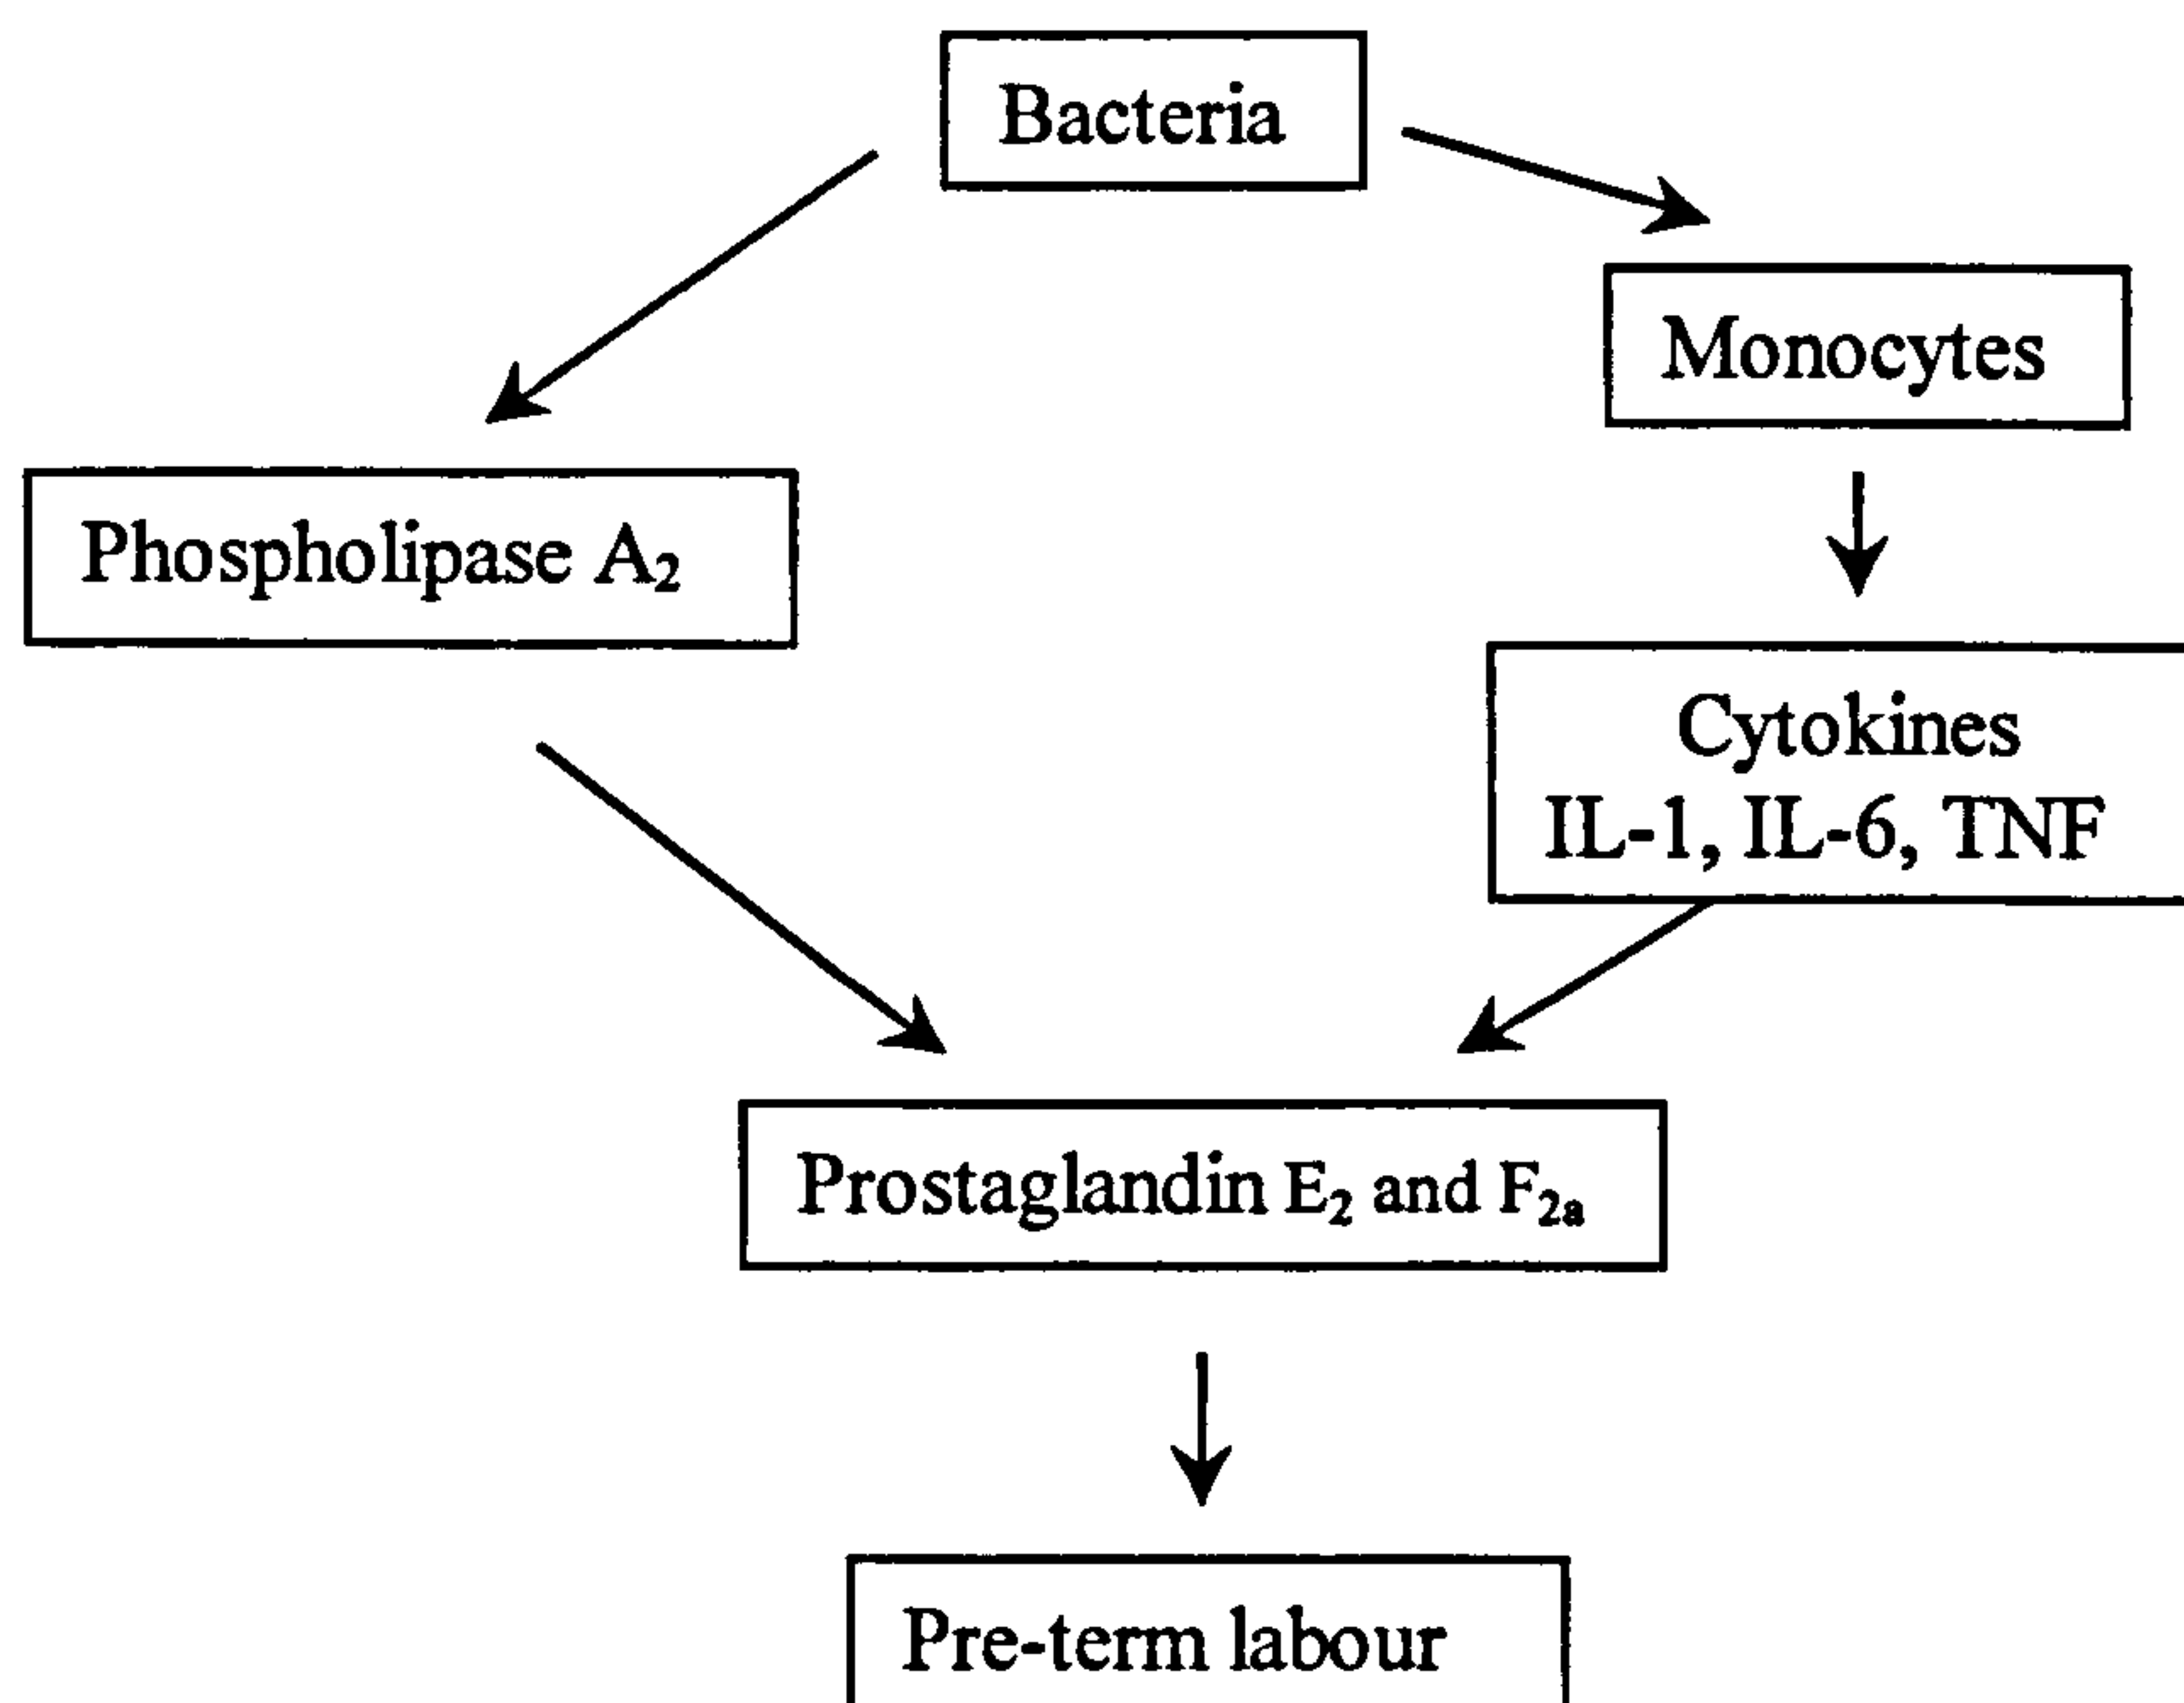 Bacteria
Monocytes
Phospholipase A₂
Cytokines
IL-1, IL-6, TNF
Prostaglandin E₂ and F₂ₐ
Pre-term labour